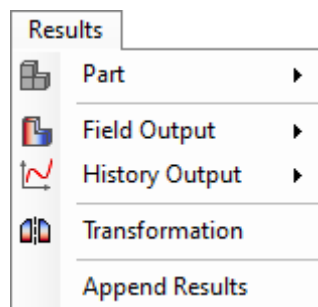 Results
Part
Field Output
History Output
Transformation
Append Results